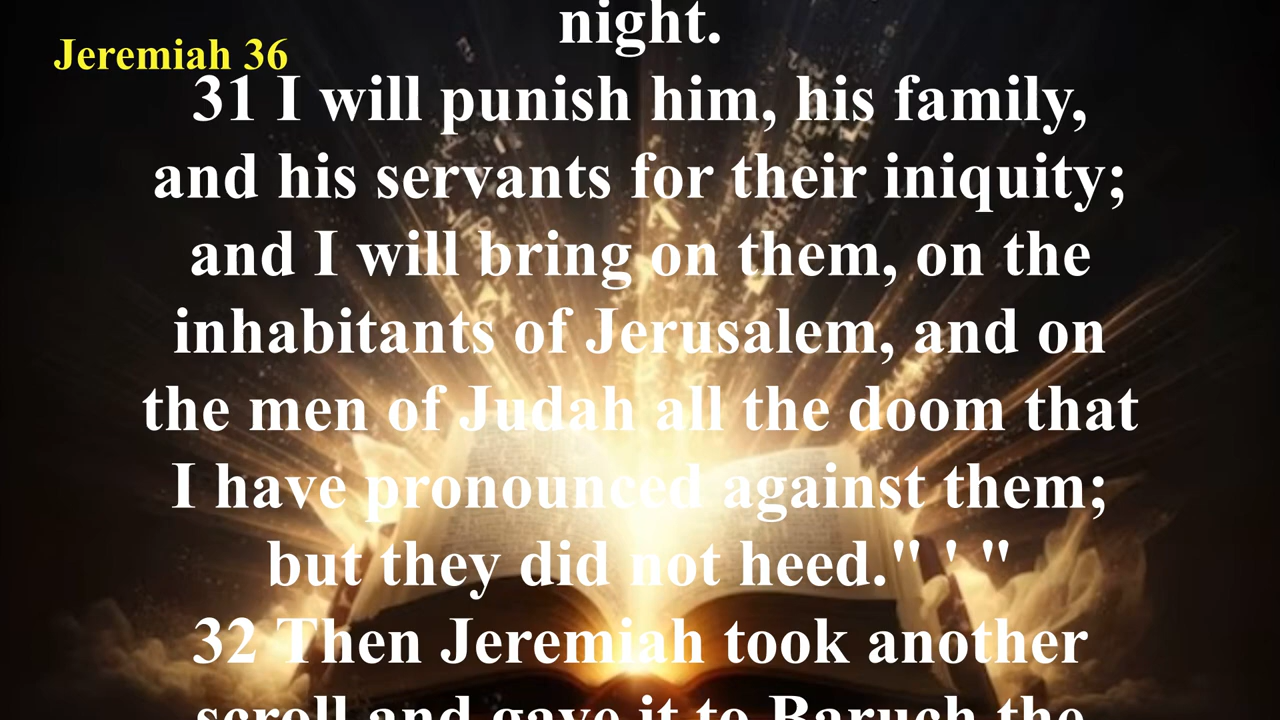 night.
Jeremiah 36
31 I will punish him, his family,
and his servants for their iniquity;
and I will bring on them, on the
inhabitants of Jerusalem, and on
the men of Judah all the doom that
I have pronounced against them;
but they did not heed." ' "
32 Then Jeremiah took another
scroll and gave it to Baruch the